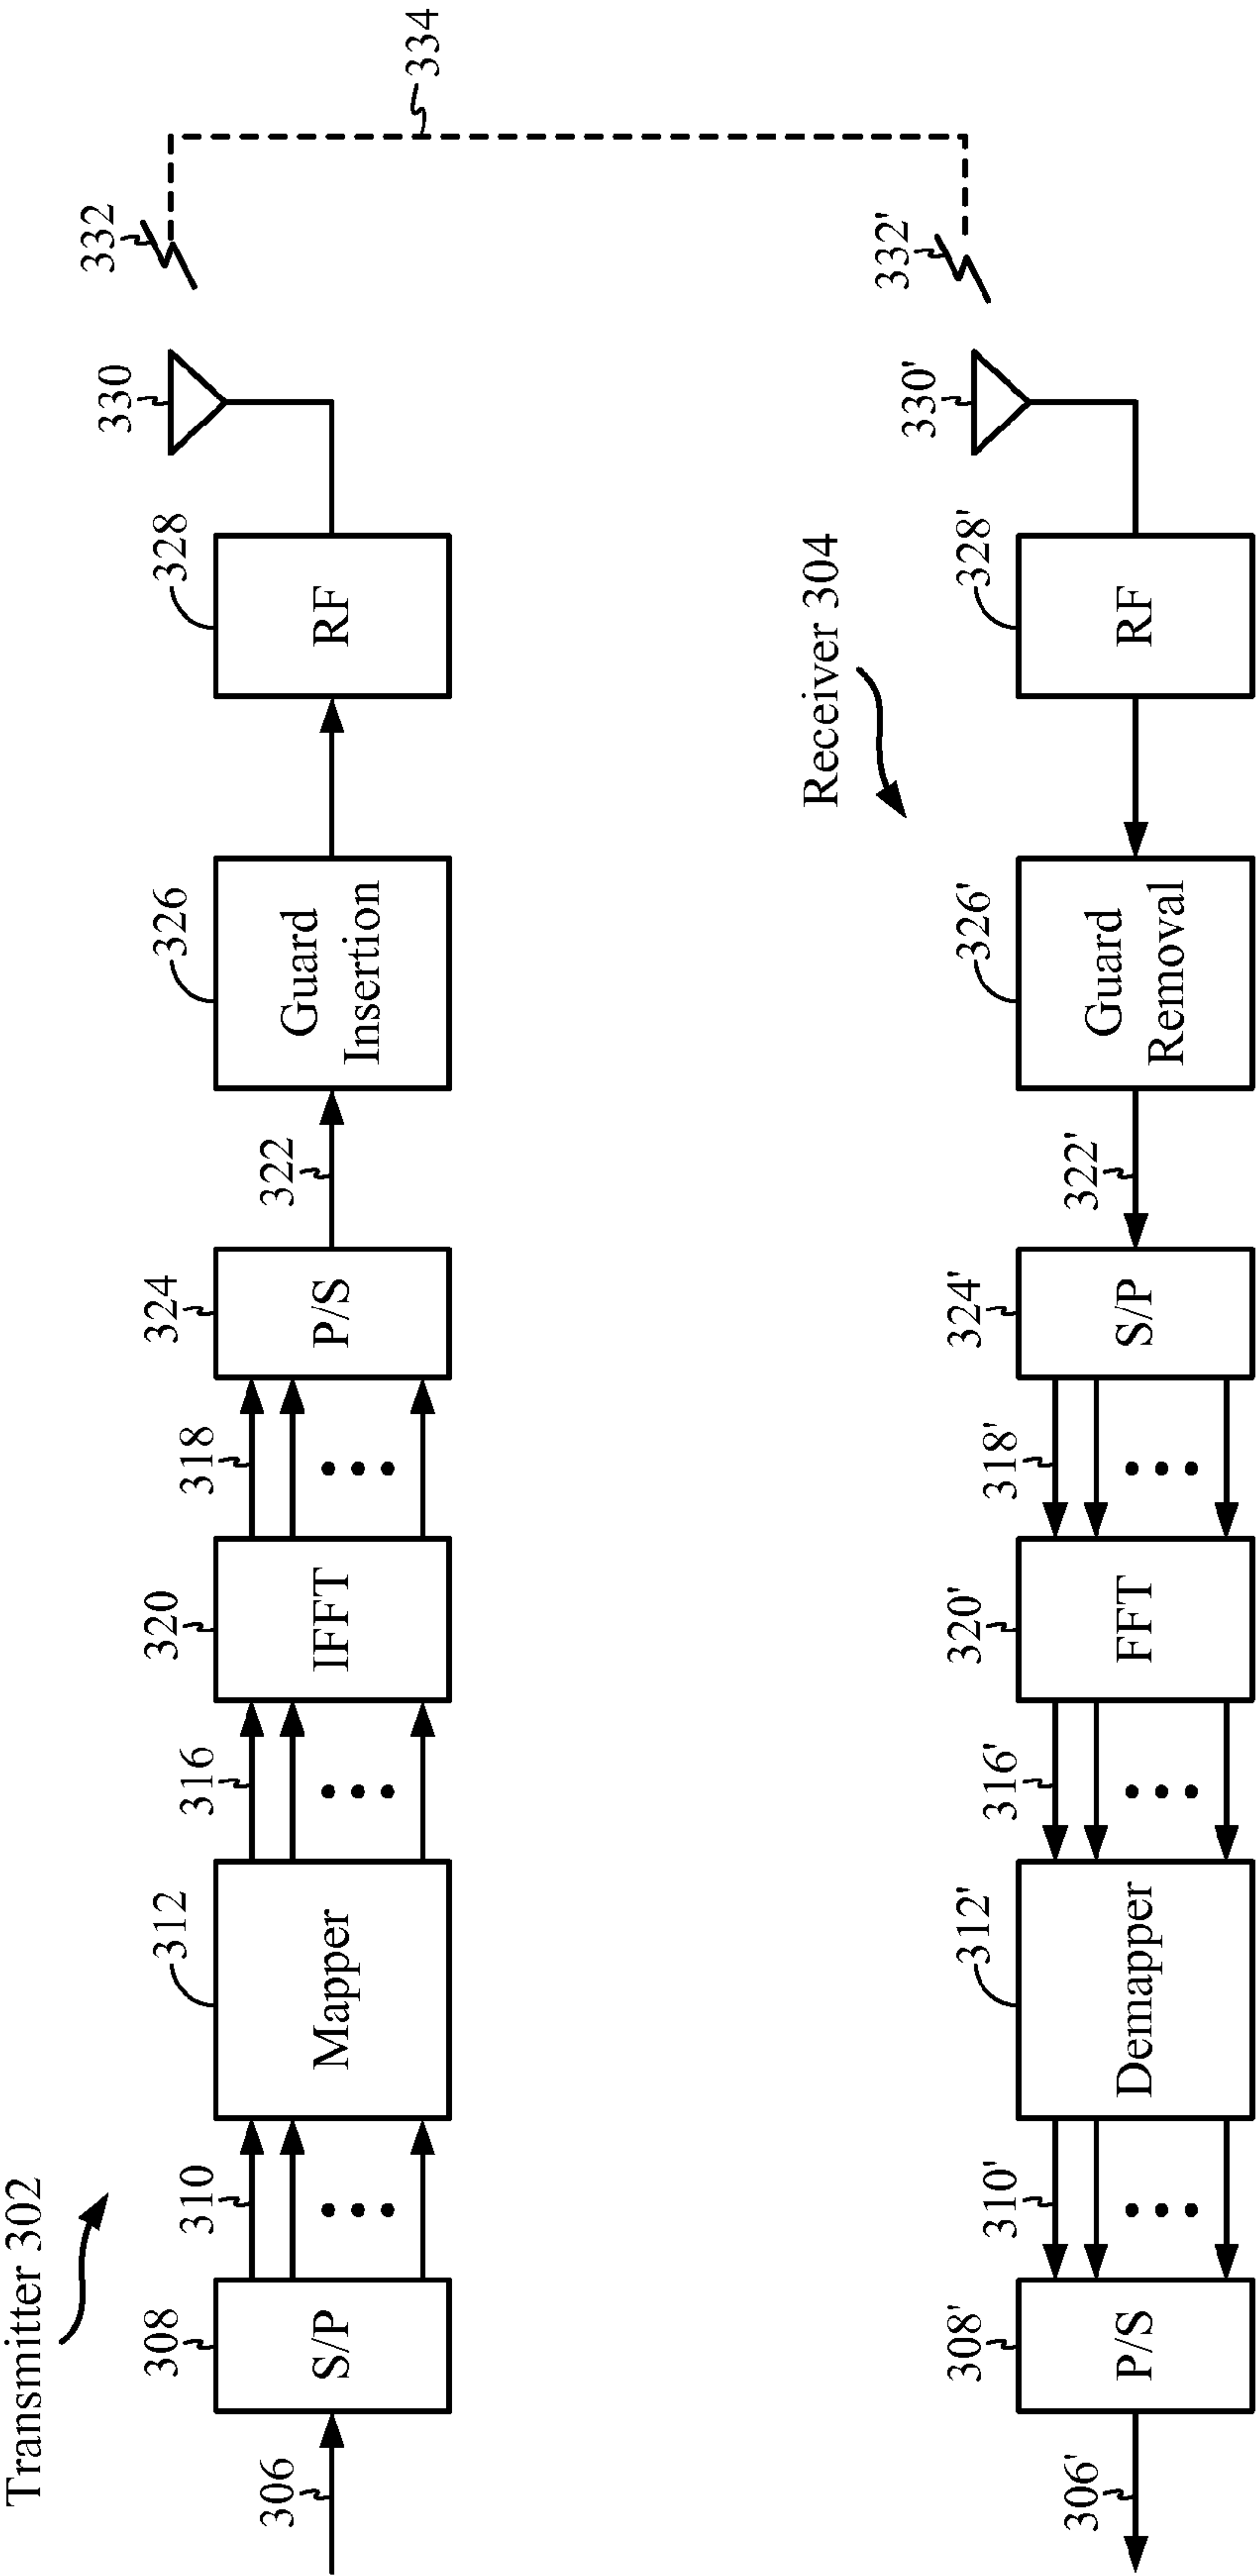 Transmitter 302
306
308
S/P
310
312
Mapper
316
320
IFFT
318
324
P/S
322
326
Guard
Insertion
328
RF
330
332
334
Receiver 304
306'
308'
P/S
310'
312'
Demapper
316'
320'
FFT
318'
324'
S/P
322'
326'
Guard
Removal
328'
RF
330'
332'